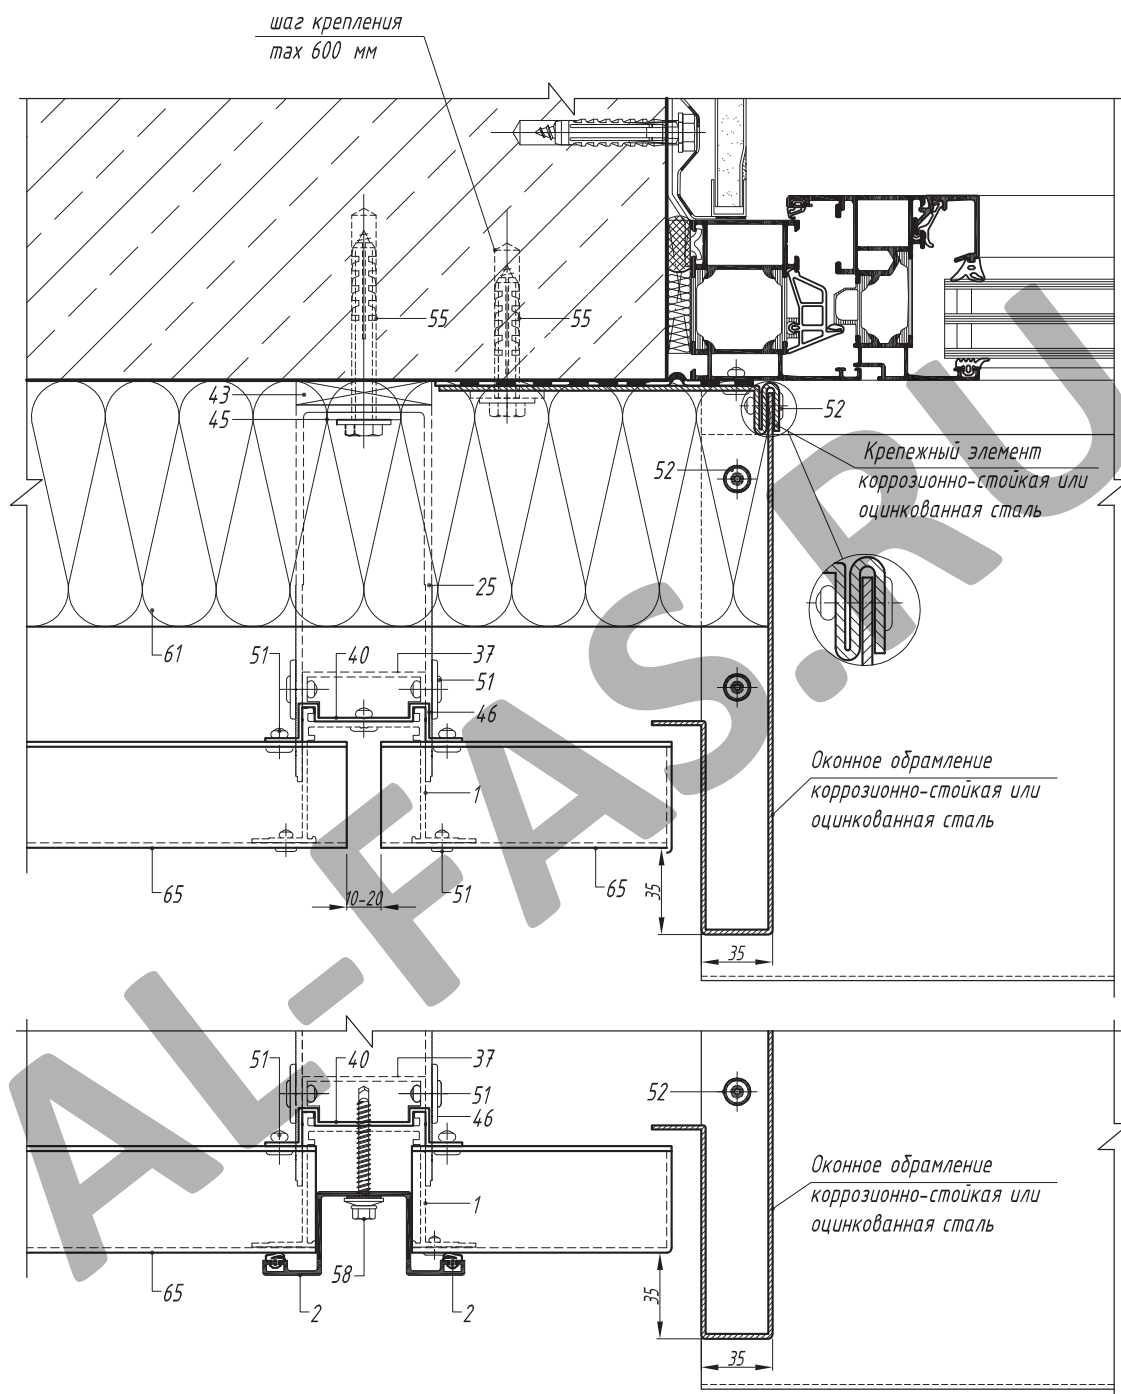 шаг крепления
max 600 мм
55
55
43
45
52
52
Крепежный элемент
коррозионно-стойкая или
оцинкованная сталь
25
61
51
40
37
51
46
Оконное обрамление
коррозионно-стойкая или
оцинкованная сталь
1
65
10-20
51
65
35
35
51
40
37
51
46
52
Оконное обрамление
коррозионно-стойкая или
оцинкованная сталь
1
65
58
2
2
35
35
AL-FAS.RU